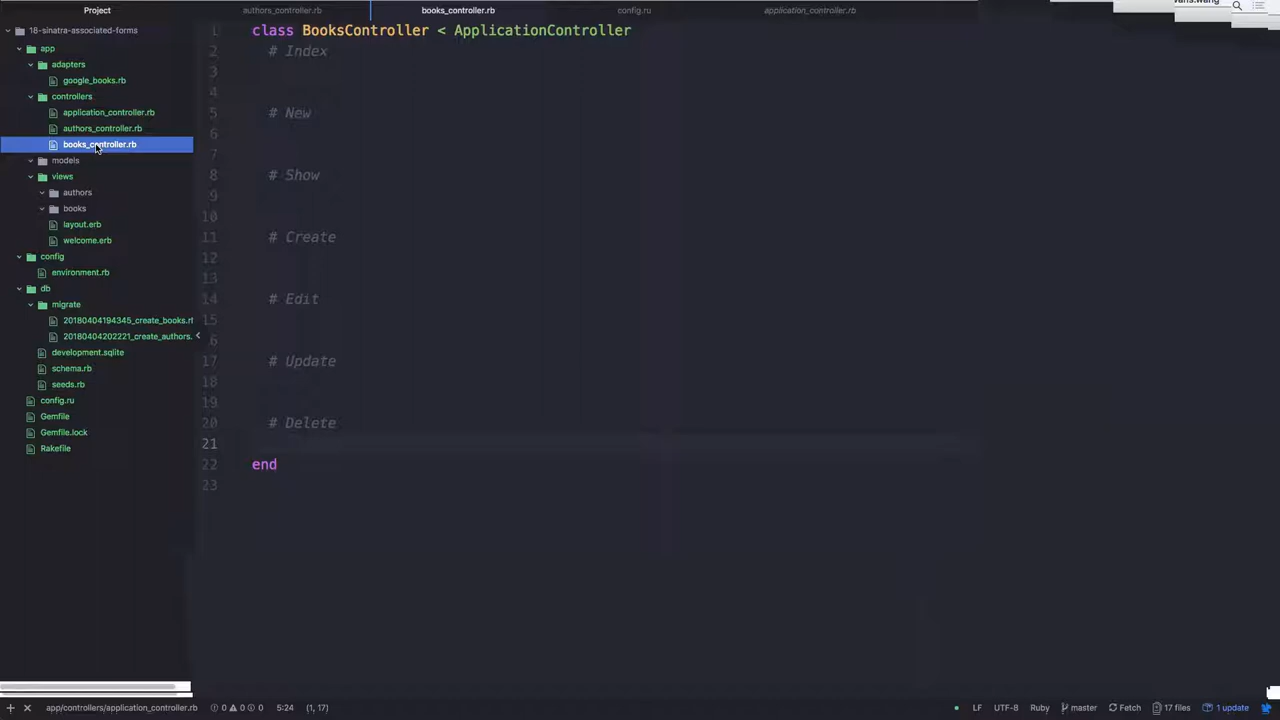 Project
authors_controller.rb
books_controller.rb
config.ru
application_controller.rb
18-sinatra-associated-forms
app
adapters
google_books.rb
controllers
application_controller.rb
authors_controller.rb
books_controller.rb
models
views
authors
books
layout.erb
welcome.erb
config
environment.rb
db
migrate
20180404194345_create_books.r
20180404202221_create_authors.
development.sqlite
schema.rb
seeds.rb
config.ru
Gemfile
Gemfile.lock
Rakefile
1 class BooksController < ApplicationController
2 # Index
3
4
5 # New
6
7
8 # Show
9
10
11 # Create
12
13
14 # Edit
15
6
17 # Update
18
19
20 # Delete
21
22 end
23
app/controllers/application_controller.rb
0 0 0
5:24
(1, 17)
LF
UTF-8
Ruby
master
Fetch
17 files
1 update